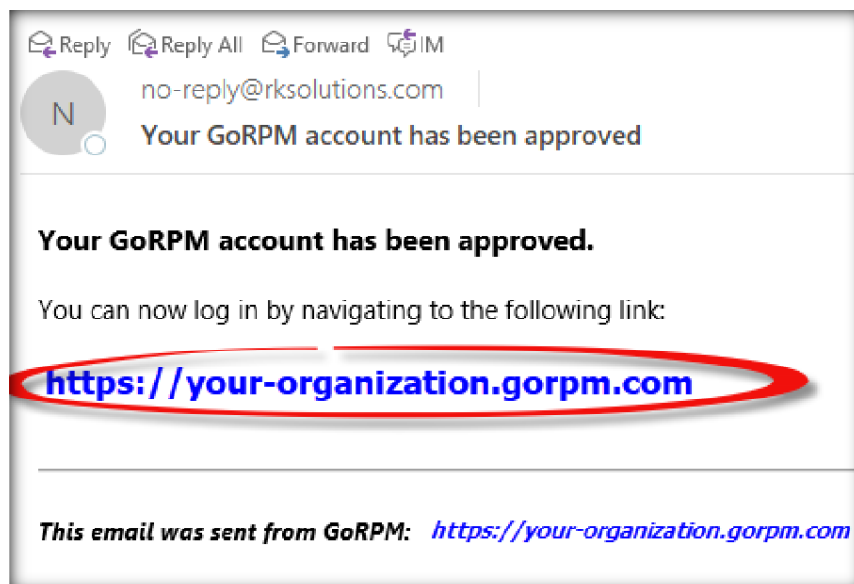 Reply Reply All Forward IM
N
no-reply@rksolutions.com
Your GoRPM account has been approved
Your GoRPM account has been approved.
You can now log in by navigating to the following link:
https://your-organization.gorpm.com
This email was sent from GoRPM: https://your-organization.gorpm.com